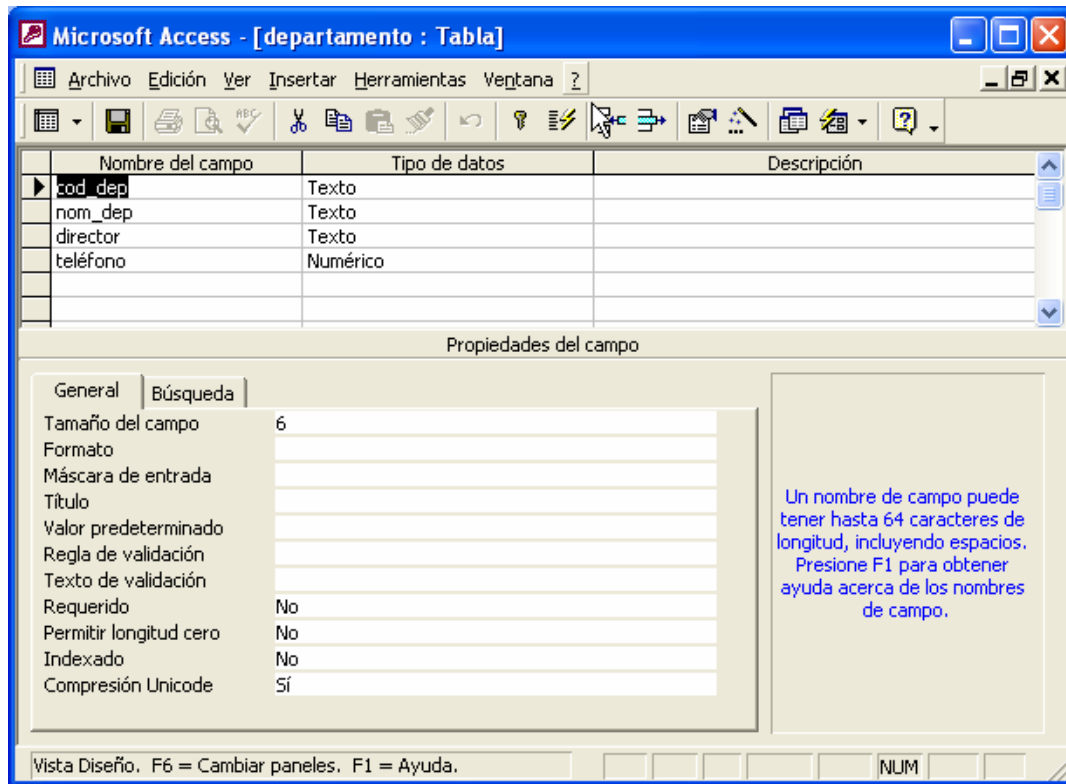 Microsoft Access - [departamento : Tabla]
Archivo Edición Ver Insertar Herramientas Ventana ?
ABC
Nombre del campo Tipo de datos Descripción
cod_dep Texto
nom_dep Texto
director Texto
teléfono Numérico
Propiedades del campo
General Búsqueda
Tamaño del campo 6
Formato
Máscara de entrada
Título
Valor predeterminado
Regla de validación
Texto de validación
Requerido No
Permitir longitud cero No
Indexado No
Compresión Unicode Sí
Un nombre de campo puede
tener hasta 64 caracteres de
longitud, incluyendo espacios.
Presione F1 para obtener
ayuda acerca de los nombres
de campo.
Vista Diseño. F6 = Cambiar paneles. F1 = Ayuda. NUM